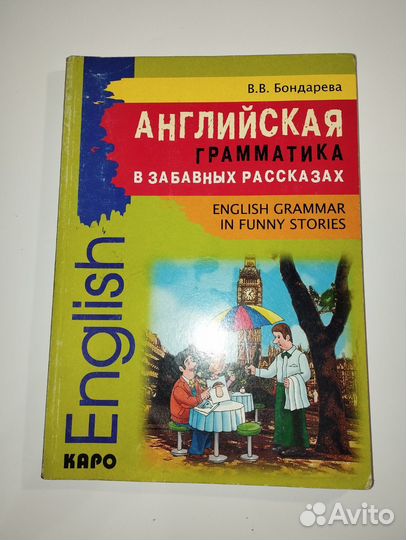 В.В. Бондарева
АНГЛИЙСКАЯ
ГРАММАТИКА
В ЗАБАВНЫХ РАССКАЗАХ
ENGLISH GRAMMAR
IN FUNNY STORIES
English
КАРО
Avito